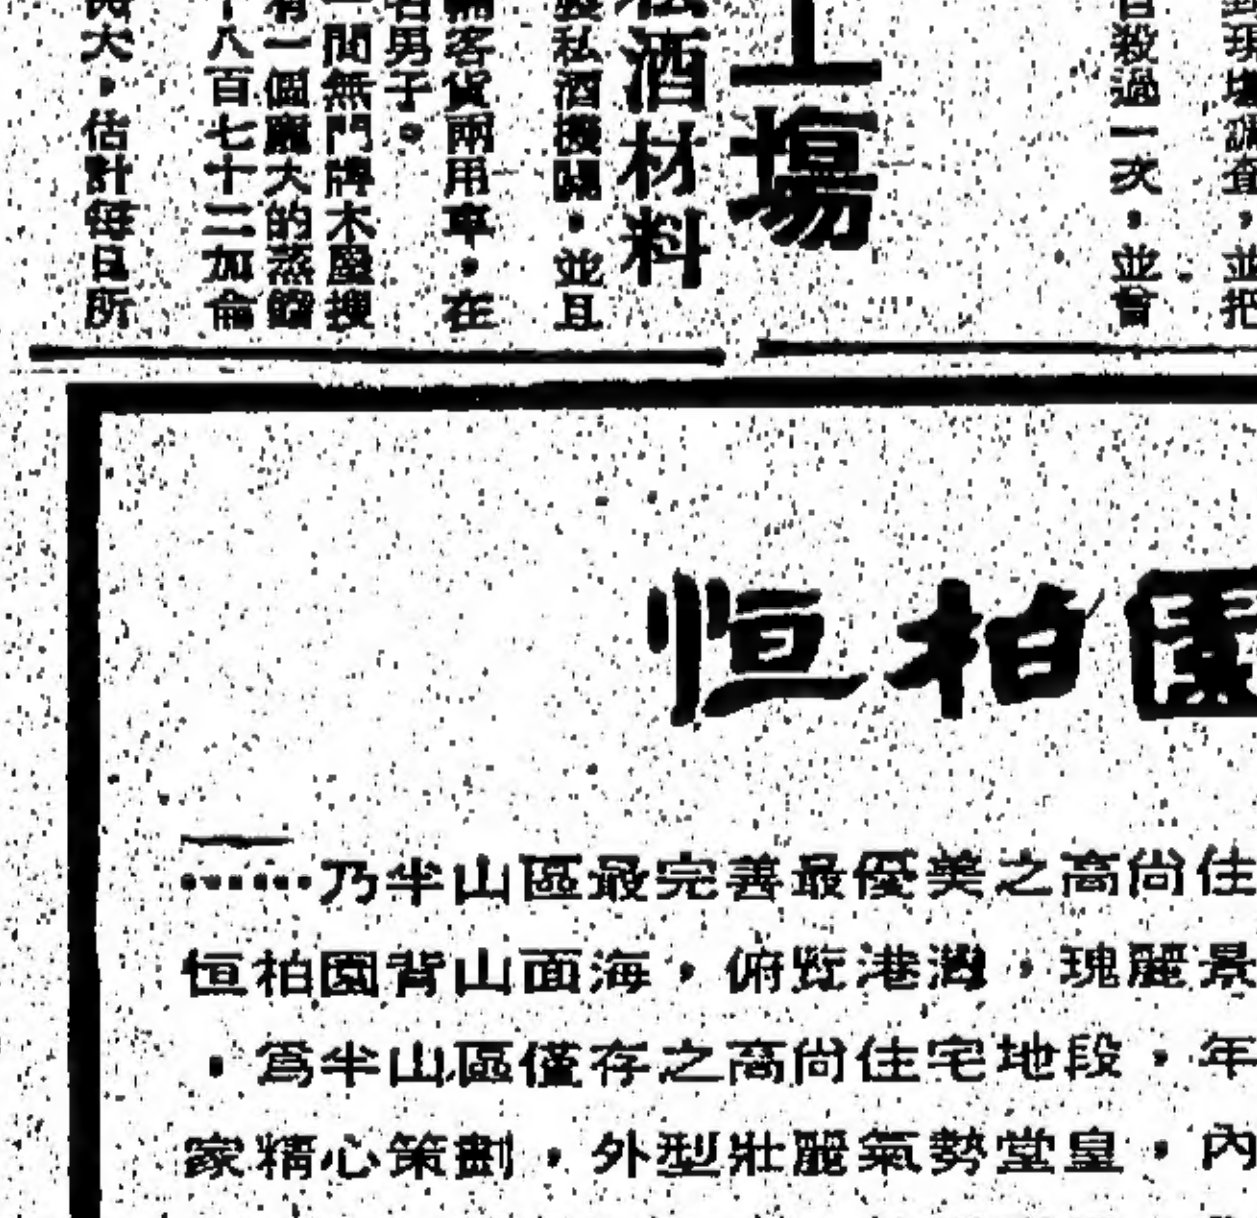 到現場調查，並把
自殺過一次，並曾
工場
私酒材料
裝私酒機關，並且
輛客貨兩用車，在
名男子。
一間無門牌木屋搜
有一個龐大的蒸餾
八百七十二加侖
大，估計每日所
恒柏園
……乃半山區最完善最優美之高尚住
恒柏園背山面海，俯覽港灣，瑰麗景
，爲半山區僅存之高尚住宅地段，年
家精心策劃，外型壯麗氣勢堂皇，內